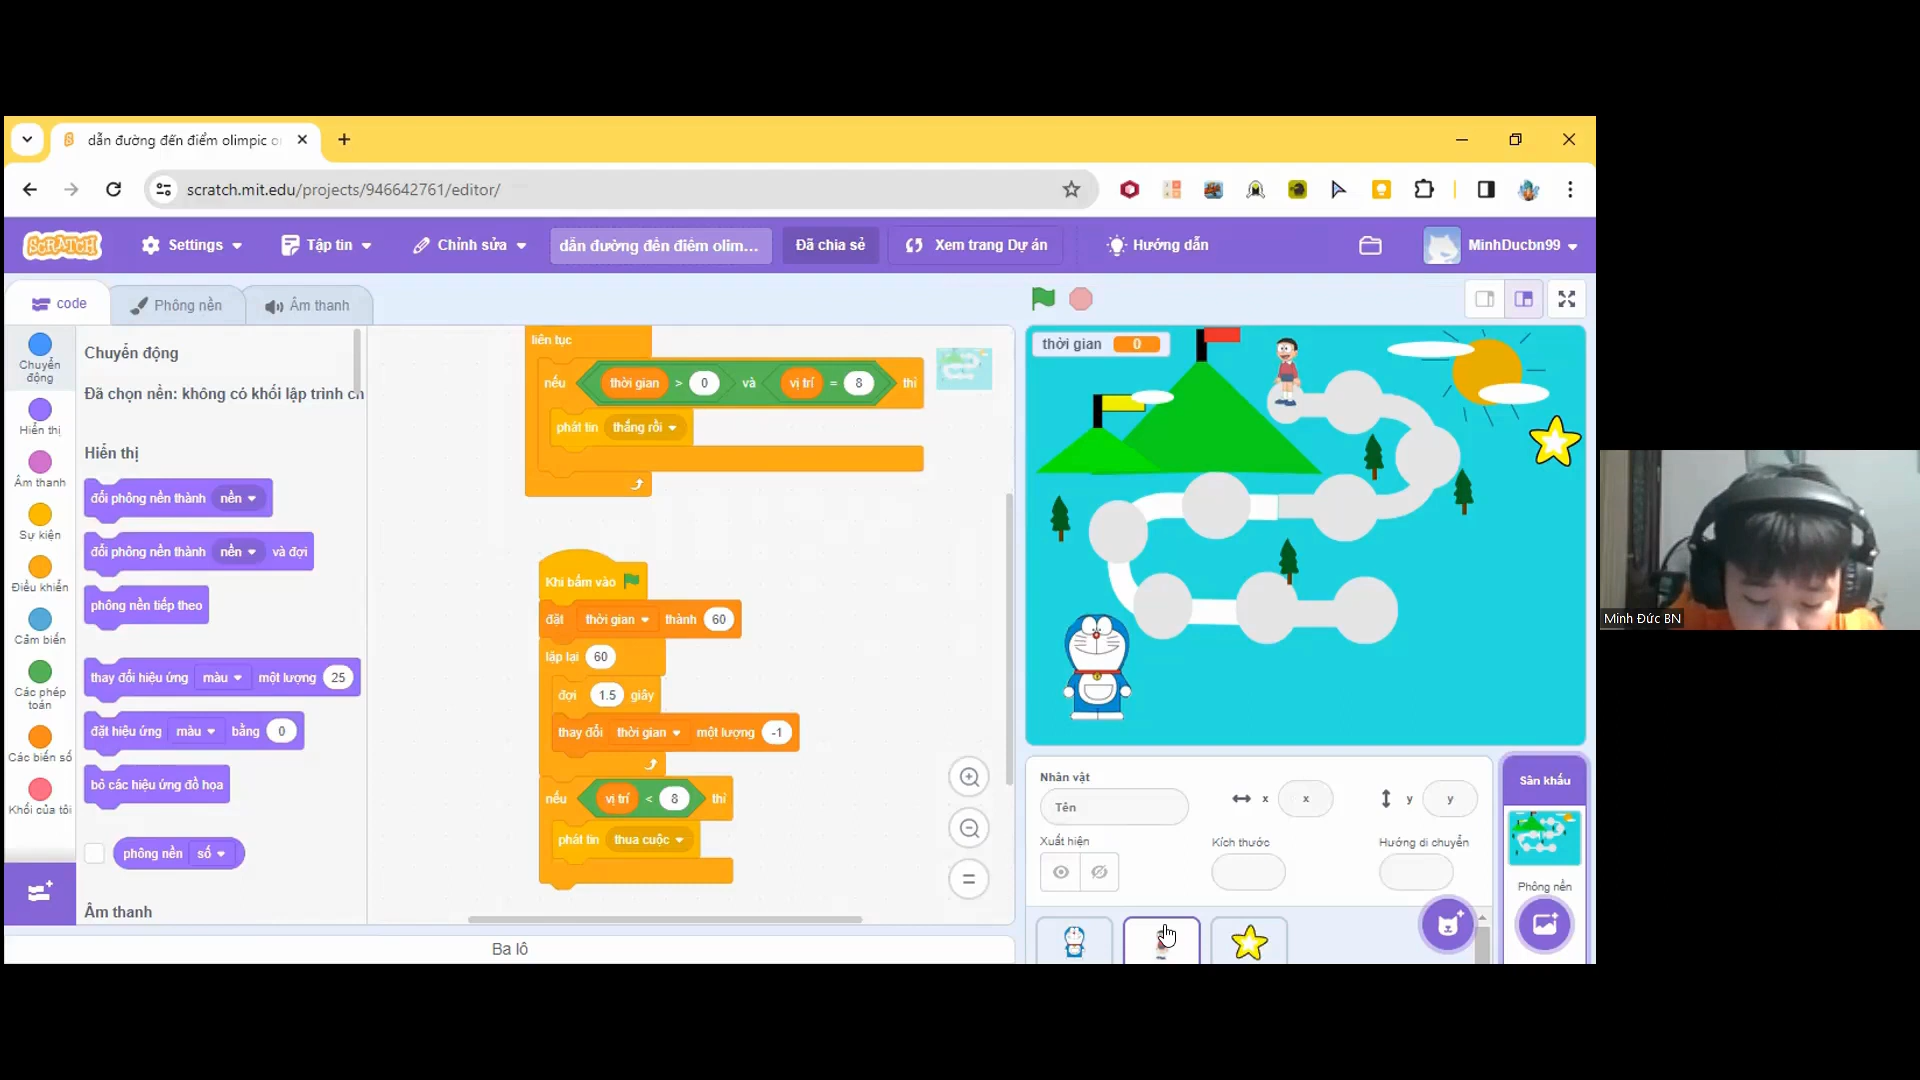 dẫn đường đến điểm olimpic o
scratch.mit.edu/projects/946642761/editor/
SCRATCH
Settings
Tập tin
Chỉnh sửa
dẫn đường đến điểm olim...
Đã chia sẻ
Xem trang Dự án
Hướng dẫn
MinhDucbn99
code
Phông nền
Âm thanh
Chuyển động
Hiển thị
Âm thanh
Sự kiện
Điều khiển
Cảm biến
Các phép toán
Các biến số
Khối của tôi
Chuyển động
Đã chọn nền: không có khối lập trình ch
Hiển thị
đổi phông nền thành nền
đổi phông nền thành nền và đợi
phông nền tiếp theo
thay đổi hiệu ứng màu một lượng 25
đặt hiệu ứng màu bằng 0
bỏ các hiệu ứng đồ họa
phông nền số
Âm thanh
liên tục
nếu thời gian > 0 và vị trí = 8 thì
phát tin thắng rồi
Khi bấm vào
đặt thời gian thành 60
lặp lại 60
đợi 1.5 giây
thay đổi thời gian một lượng -1
nếu vị trí < 8 thì
phát tin thua cuộc
Ba lô
thời gian 0
Nhân vật
Tên
x x
y y
Xuất hiện
Kích thước
Hướng di chuyển
Sân khấu
Phông nền
Minh Đức BN